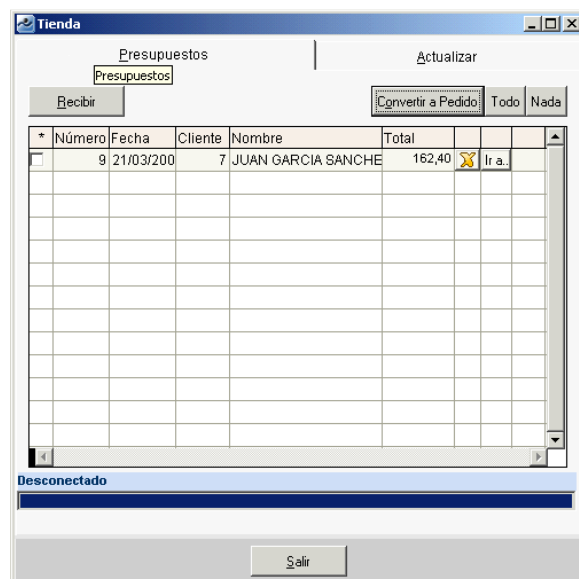 Tienda
Presupuestos Actualizar
Presupuestos
Recibir Convertir a Pedido Todo Nada
* Número Fecha Cliente Nombre Total
9 21/03/200 7 JUAN GARCIA SANCHE 162,40 Ir a..
Desconectado
Salir